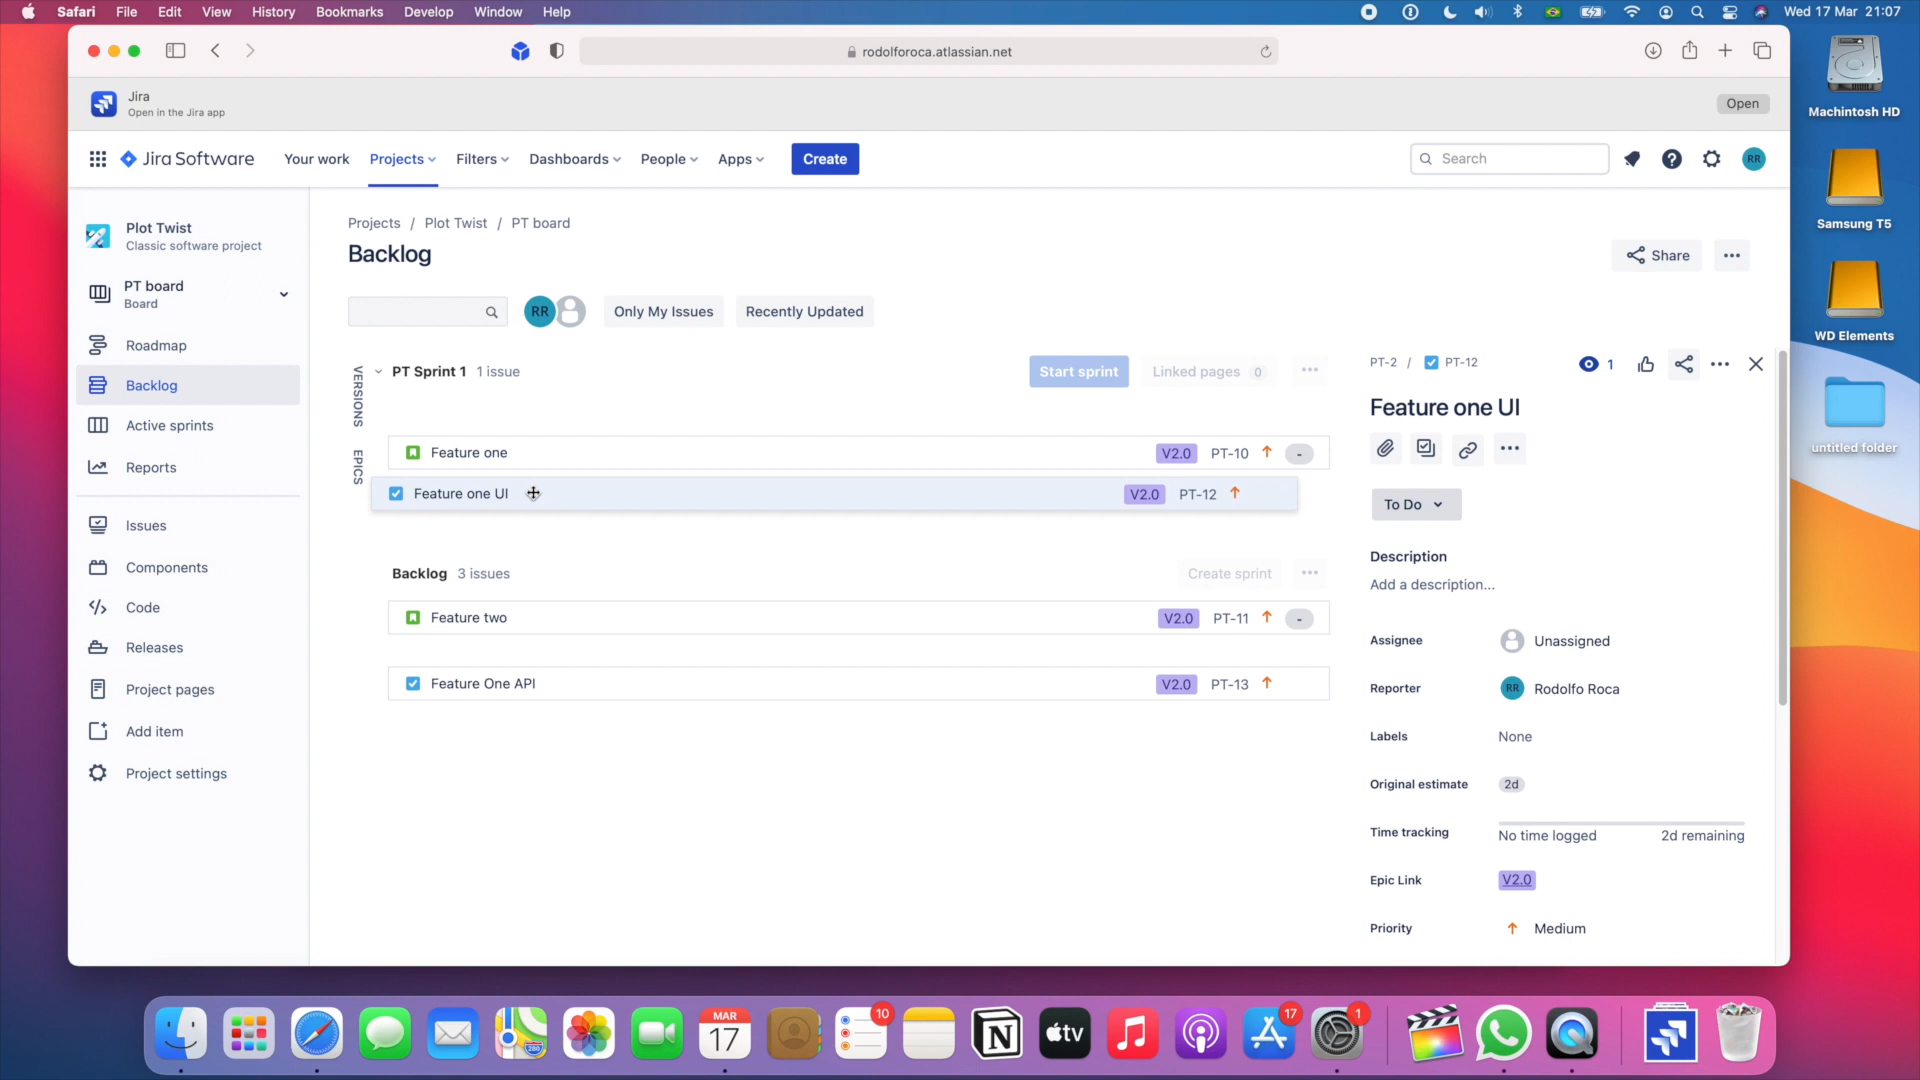 Safari File Edit View History Bookmarks Develop Window Help
Wed 17 Mar 21:07
rodolforoca.atlassian.net
Jira
Open in the Jira app
Open
Jira Software
Your work
Projects
Filters
Dashboards
People
Apps
Create
Search
RR
Plot Twist
Classic software project
PT board
Board
Roadmap
Backlog
Active sprints
Reports
Issues
Components
Code
Releases
Project pages
Add item
Project settings
Projects / Plot Twist / PT board
Backlog
Share
RR
Only My Issues
Recently Updated
VERSIONS
EPICS
PT Sprint 1 1 issue
Start sprint
Linked pages 0
Feature one V2.0 PT-10 -
Feature one UI V2.0 PT-12
Backlog 3 issues
Create sprint
Feature two V2.0 PT-11 -
Feature One API V2.0 PT-13
PT-2 / PT-12
1
Feature one UI
To Do
Description
Add a description...
Assignee Unassigned
Reporter RR Rodolfo Roca
Labels None
Original estimate 2d
Time tracking No time logged 2d remaining
Epic Link V2.0
Priority Medium
Machintosh HD
Samsung T5
WD Elements
untitled folder
280
MAR
17
10
N
tv
17
1